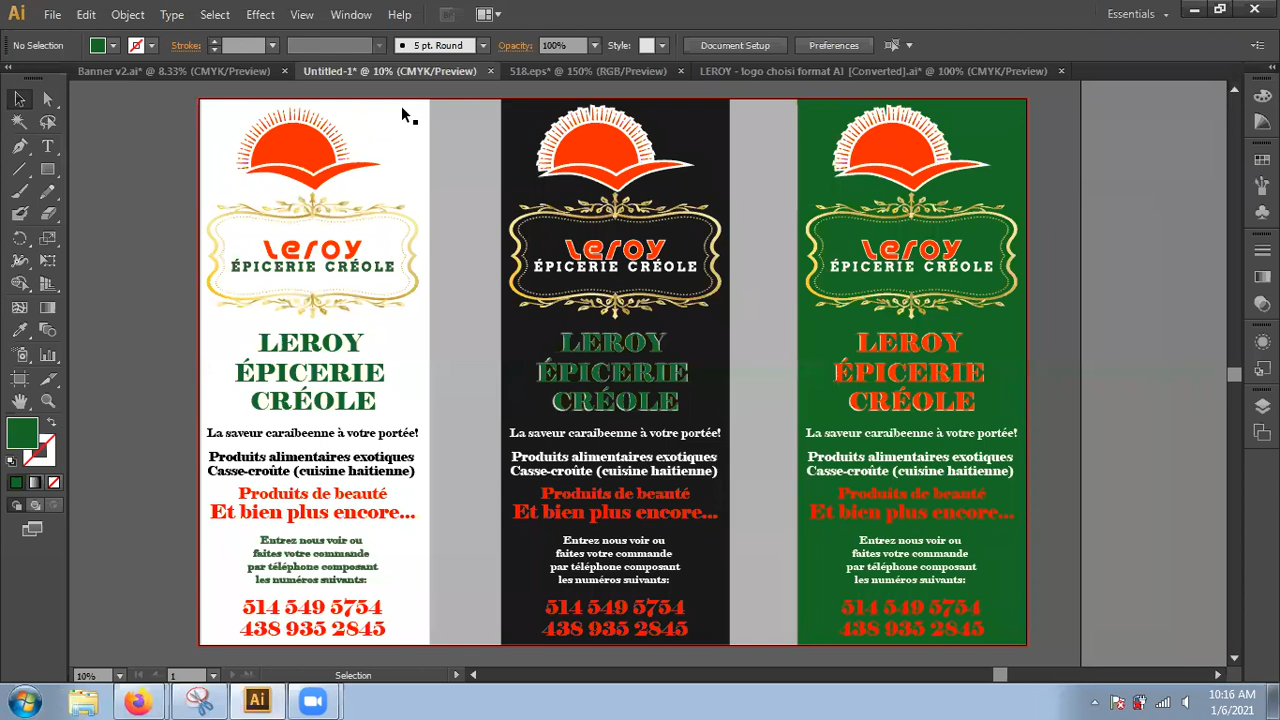 Ai File Edit Object Type Select Effect View Window Help Essentials
No Selection Stroke: 5 pt. Round Opacity: 100% Style: Document Setup Preferences
Banner v2.ai* @ 8.33% (CMYK/Preview) × Untitled-1* @ 10% (CMYK/Preview) × 518.eps* @ 150% (RGB/Preview) × LEROY - logo choisi format AI [Converted].ai* @ 100% (CMYK/Preview) ×
Leroy
ÉPICERIE CRÉOLE
LEROY
ÉPICERIE
CRÉOLE
La saveur caraïbeenne à votre portée!
Produits alimentaires exotiques
Casse-croûte (cuisine haitienne)
Produits de beauté
Et bien plus encore...
Entrez nous voir ou
faites votre commande
par téléphone composant
les numéros suivants:
514 549 5754
438 935 2845
Leroy
ÉPICERIE CRÉOLE
LEROY
ÉPICERIE
CRÉOLE
La saveur caraïbeenne à votre portée!
Produits alimentaires exotiques
Casse-croûte (cuisine haitienne)
Produits de beauté
Et bien plus encore...
Entrez nous voir ou
faites votre commande
par téléphone composant
les numéros suivants:
514 549 5754
438 935 2845
Leroy
ÉPICERIE CRÉOLE
LEROY
ÉPICERIE
CRÉOLE
La saveur caraïbeenne à votre portée!
Produits alimentaires exotiques
Casse-croûte (cuisine haitienne)
Produits de beauté
Et bien plus encore...
Entrez nous voir ou
faites votre commande
par téléphone composant
les numéros suivants:
514 549 5754
438 935 2845
10% 1 Selection
Ai
10:16 AM
1/6/2021